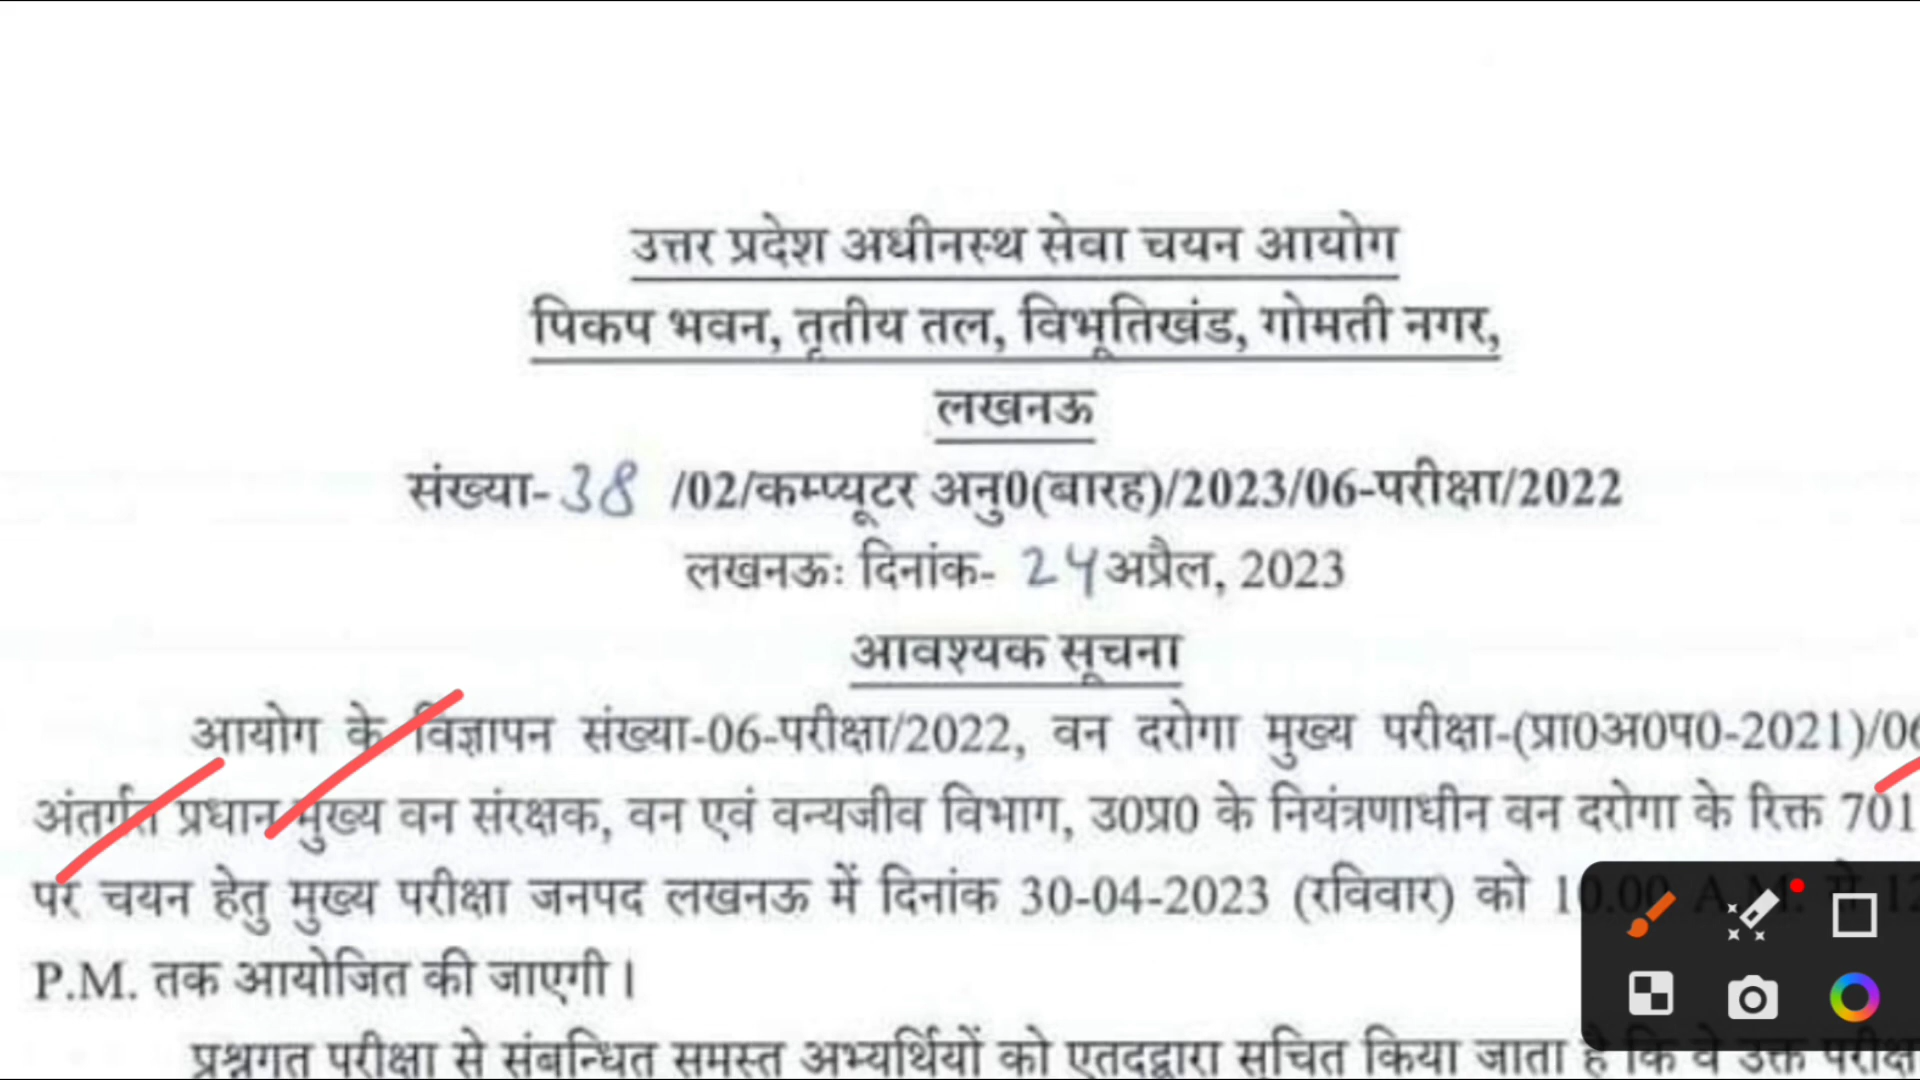 उत्तर प्रदेश अधीनस्थ सेवा चयन आयोग
पिकप भवन, तृतीय तल, विभूतिखंड, गोमती नगर,
लखनऊ
संख्या- 38 /02/कम्प्यूटर अनु0(बारह)/2023/06-परीक्षा/2022
लखनऊः दिनांक- 24 अप्रैल, 2023
आवश्यक सूचना
आयोग के विज्ञापन संख्या-06-परीक्षा/2022, वन दरोगा मुख्य परीक्षा-(प्रा0अ0प0-2021)/06
अंतर्गत प्रधान मुख्य वन संरक्षक, वन एवं वन्यजीव विभाग, उ0प्र0 के नियंत्रणाधीन वन दरोगा के रिक्त 701
पर चयन हेतु मुख्य परीक्षा जनपद लखनऊ में दिनांक 30-04-2023 (रविवार) को 10.00 A.M. से 12
P.M. तक आयोजित की जाएगी।
प्रश्नगत परीक्षा से संबन्धित समस्त अभ्यर्थियों को एतदद्वारा सूचित किया जाता है कि वे उक्त परीक्षा